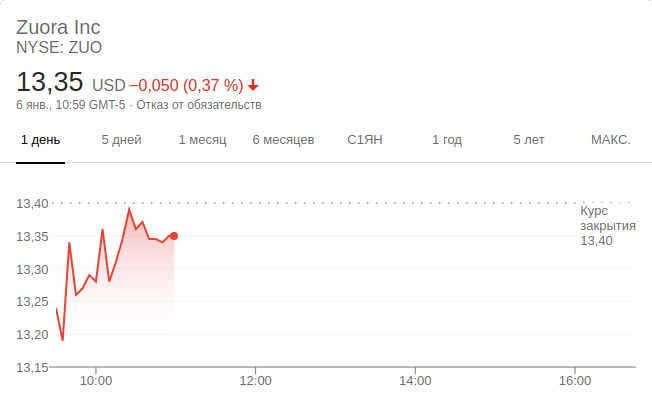 Zuora Inc
NYSE: ZUO
13,35 USD −0,050 (0,37 %)
6 янв., 10:59 GMT-5 · Отказ от обязательств
1 день 5 дней 1 месяц 6 месяцев С1ЯН 1 год 5 лет МАКС.
13,40
Курс
закрытия
13,40
13,35
13,30
13,25
13,20
13,15
10:00 12:00 14:00 16:00